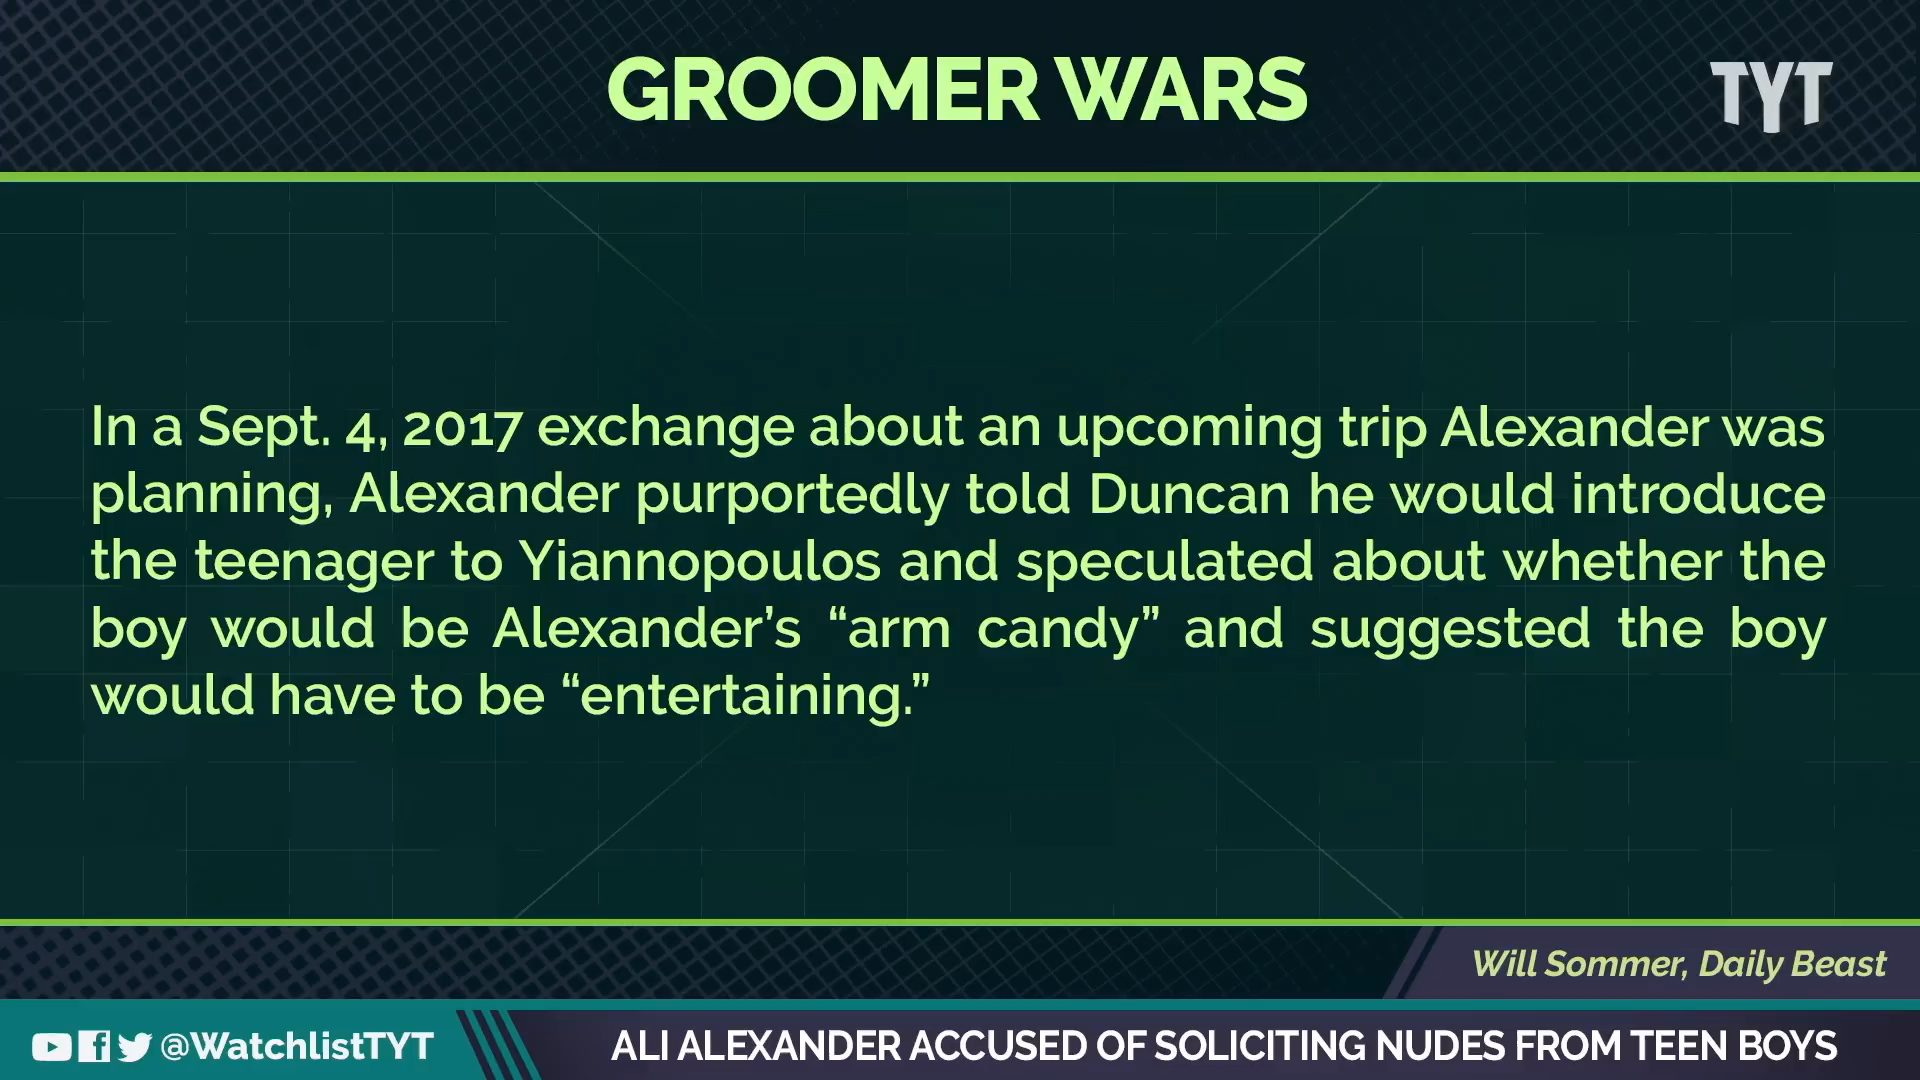 GROOMER WARS
TYT
In a Sept. 4, 2017 exchange about an upcoming trip Alexander was
planning, Alexander purportedly told Duncan he would introduce
the teenager to Yiannopoulos and speculated about whether the
boy would be Alexander’s “arm candy” and suggested the boy
would have to be “entertaining.”
Will Sommer, Daily Beast
@WatchlistTYT
ALI ALEXANDER ACCUSED OF SOLICITING NUDES FROM TEEN BOYS